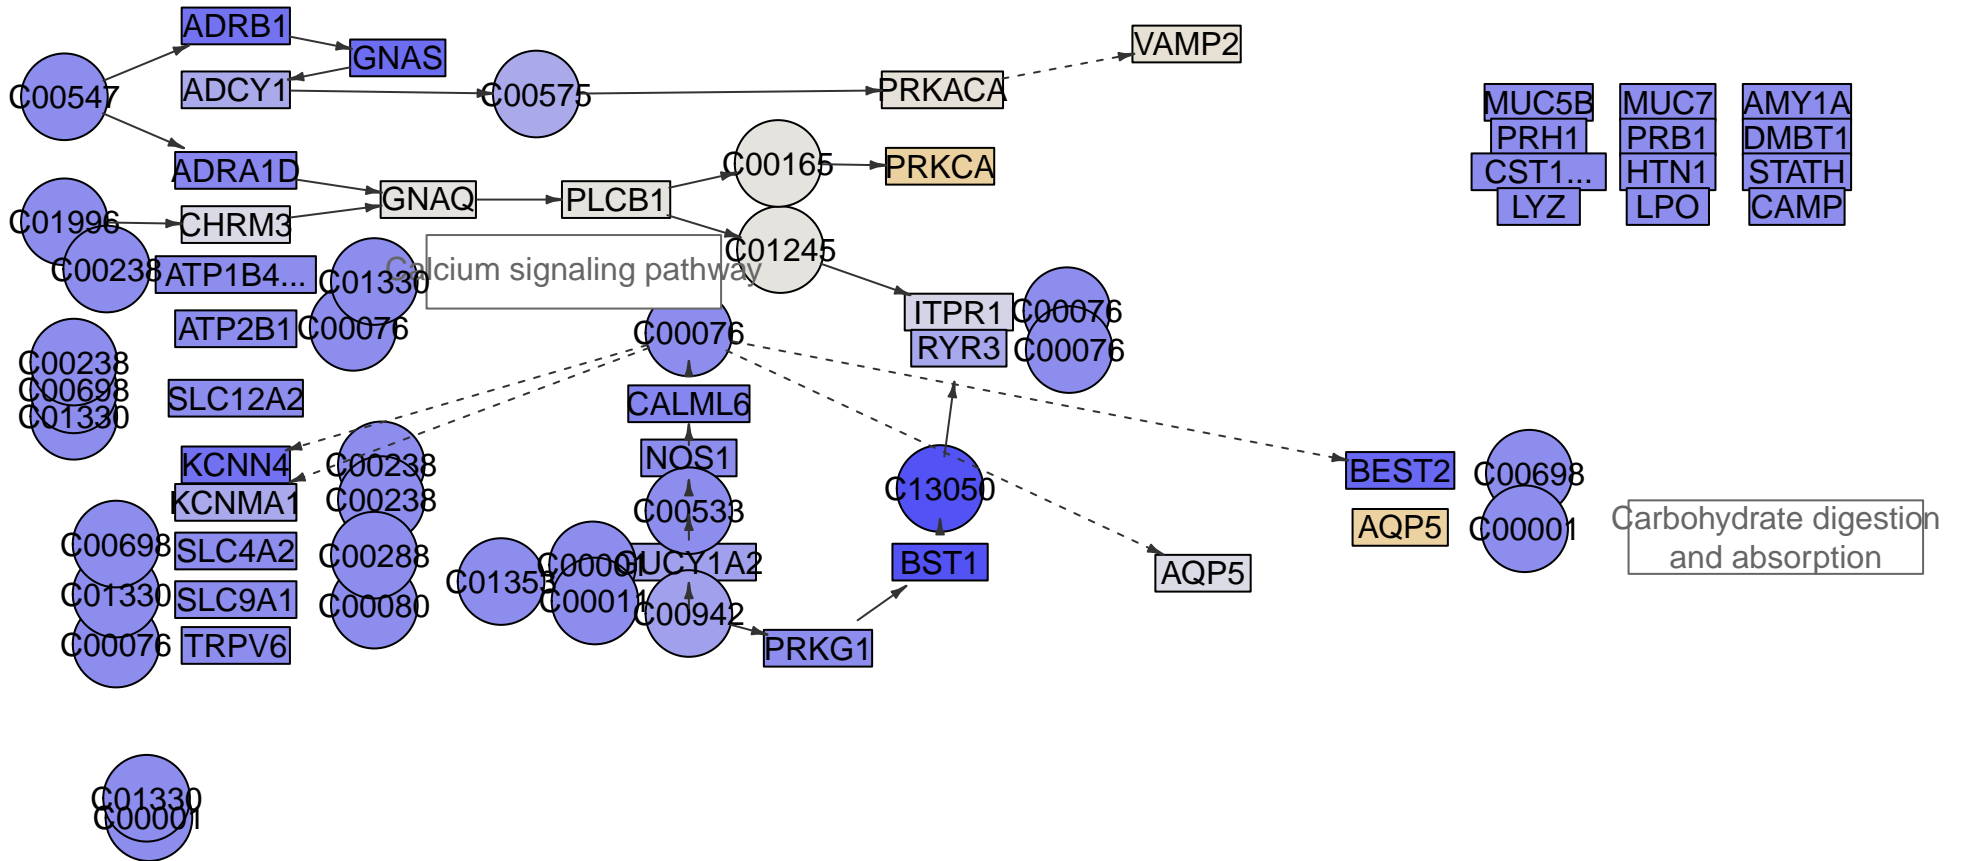 ADRB1
GNAS
VAMP2
C00547
ADCY1
C00575
PRKACA
MUC5B
MUC7
AMY1A
PRH1
PRB1
DMBT1
ADRA1D
C00165
PRKCA
CST1...
HTN1
STATH
GNAQ
PLCB1
LYZ
LPO
CAMP
C01996
CHRM3
C01245
C00238
ATP1B4...
C01330
Calcium signaling pathway
ITPR1
C00076
ATP2B1
C00076
C00076
RYR3
C00076
C00238
C00698
C01330
SLC12A2
CALML6
KCNN4
C00238
NOS1
BEST2
C00698
KCNMA1
C00238
C00533
C13050
AQP5
C00001
Carbohydrate digestion
and absorption
C00698
SLC4A2
C00288
C01353
C00001
GUCY1A2
BST1
AQP5
C01330
SLC9A1
C00080
C00011
C00942
C00076
TRPV6
PRKG1
C01330
C00001